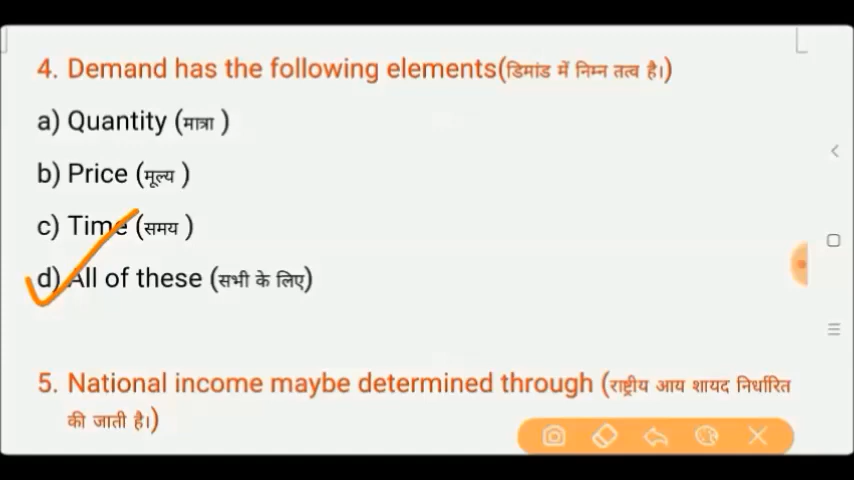 4. Demand has the following elements(डिमांड में निम्न तत्व है।)
a) Quantity (मात्रा )
b) Price (मूल्य )
c) Time (समय )
d) All of these (सभी के लिए)
5. National income maybe determined through (राष्ट्रीय आय शायद निर्धारित
की जाती है।)